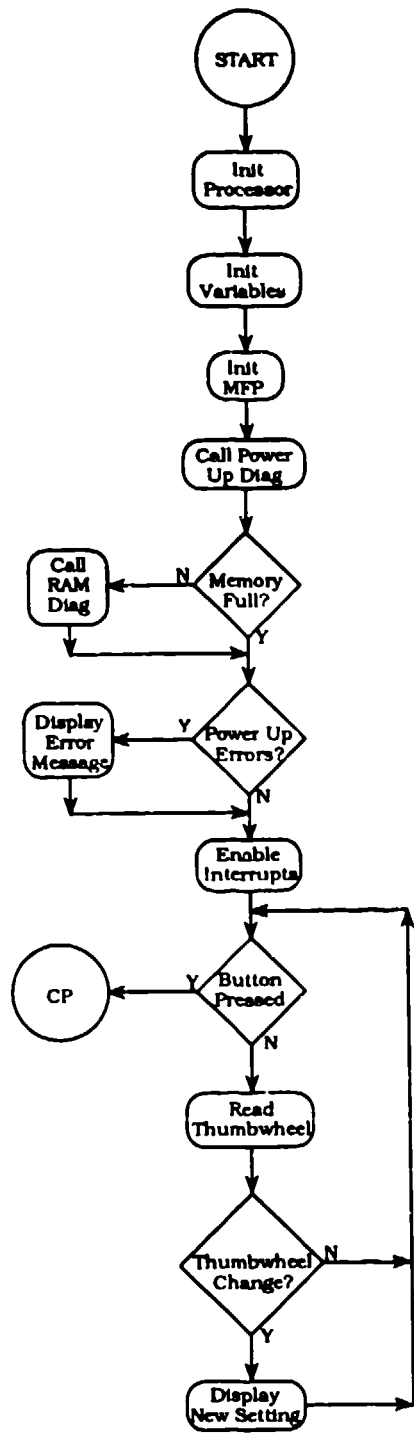 START
Init
Processor
Init
Variables
Init
MFP
Call Power
Up Diag
Call
RAM
Diag
N
Memory
Full?
Y
Display
Error
Message
Y
Power Up
Errors?
N
Enable
Interrupts
CP
Y
Button
Pressed
N
Read
Thumbwheel
Thumbwheel
Change?
N
Y
Display
New Setting